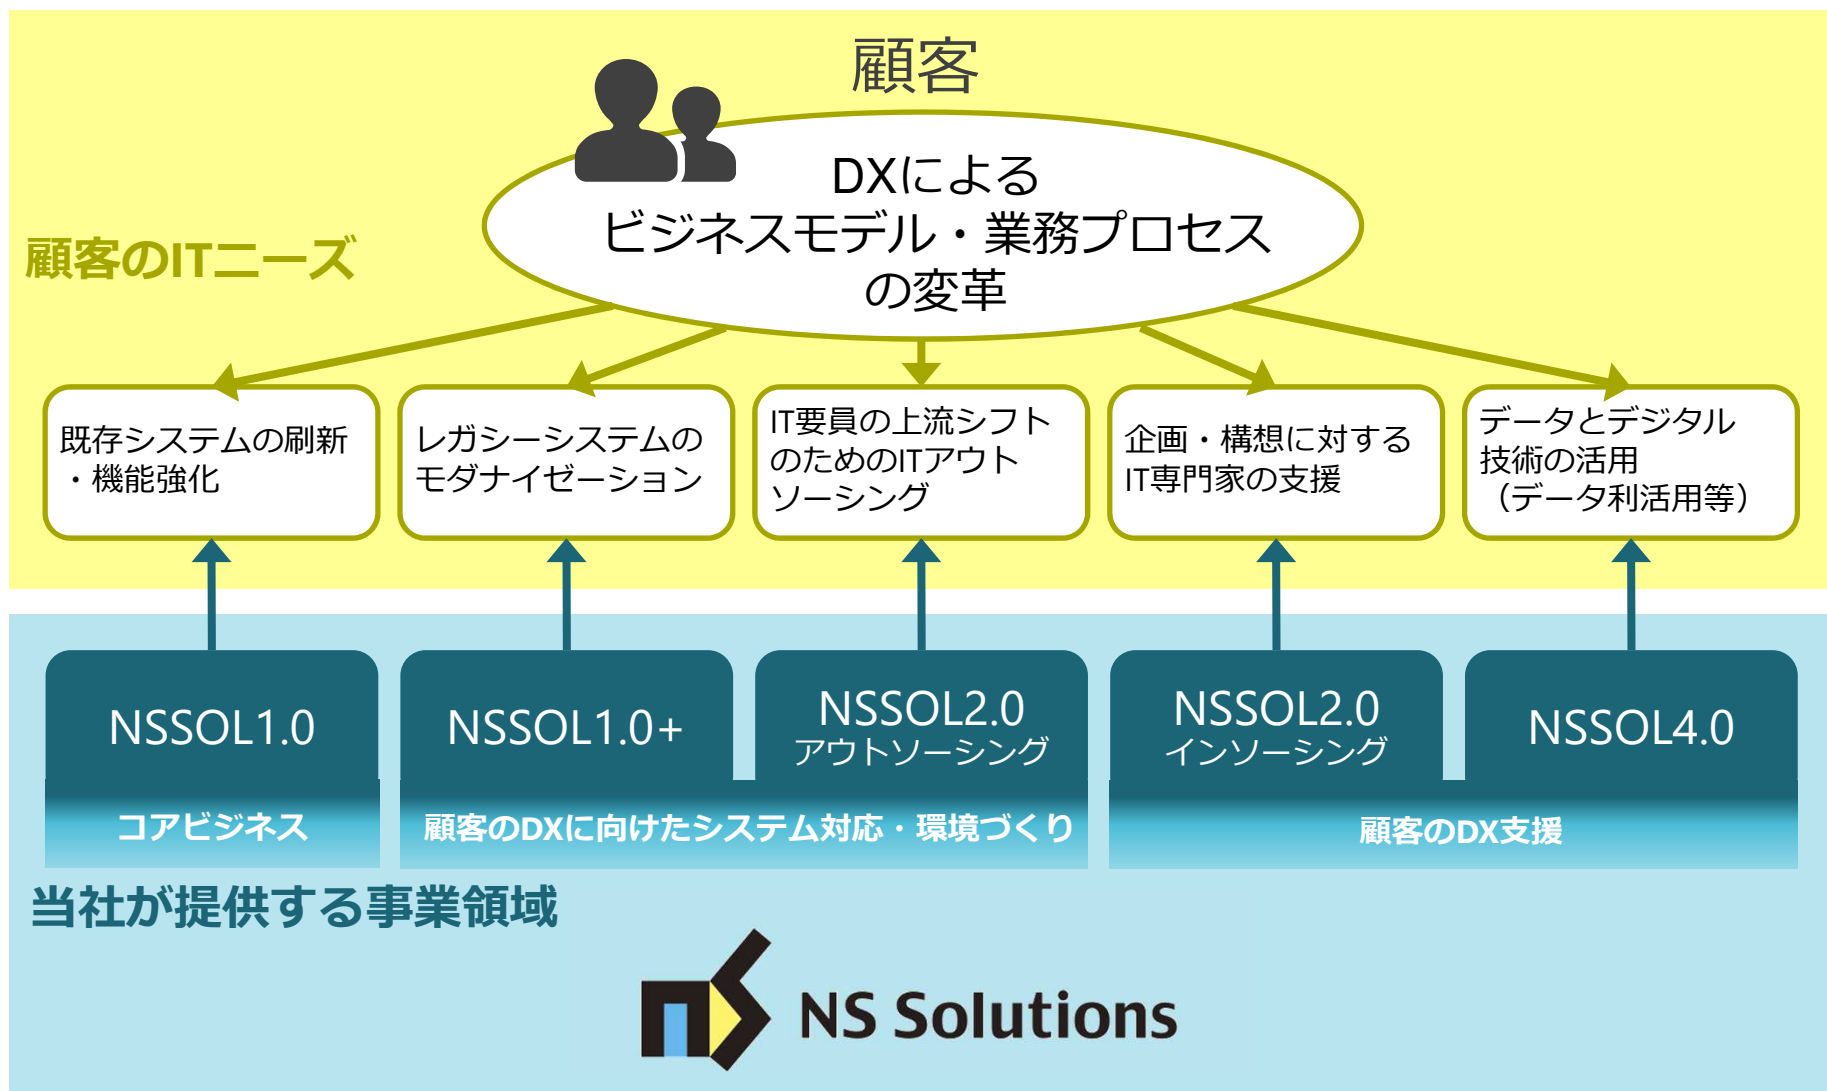 顧客
DXによる
ビジネスモデル・業務プロセス
の変革
顧客のITニーズ
既存システムの刷新
・機能強化
レガシーシステムの
モダナイゼーション
IT要員の上流シフト
のためのITアウト
ソーシング
企画・構想に対する
IT専門家の支援
データとデジタル
技術の活用
（データ利活用等）
NSSOL1.0
NSSOL1.0+
NSSOL2.0
アウトソーシング
NSSOL2.0
インソーシング
NSSOL4.0
コアビジネス
顧客のDXに向けたシステム対応・環境づくり
顧客のDX支援
当社が提供する事業領域
NS Solutions